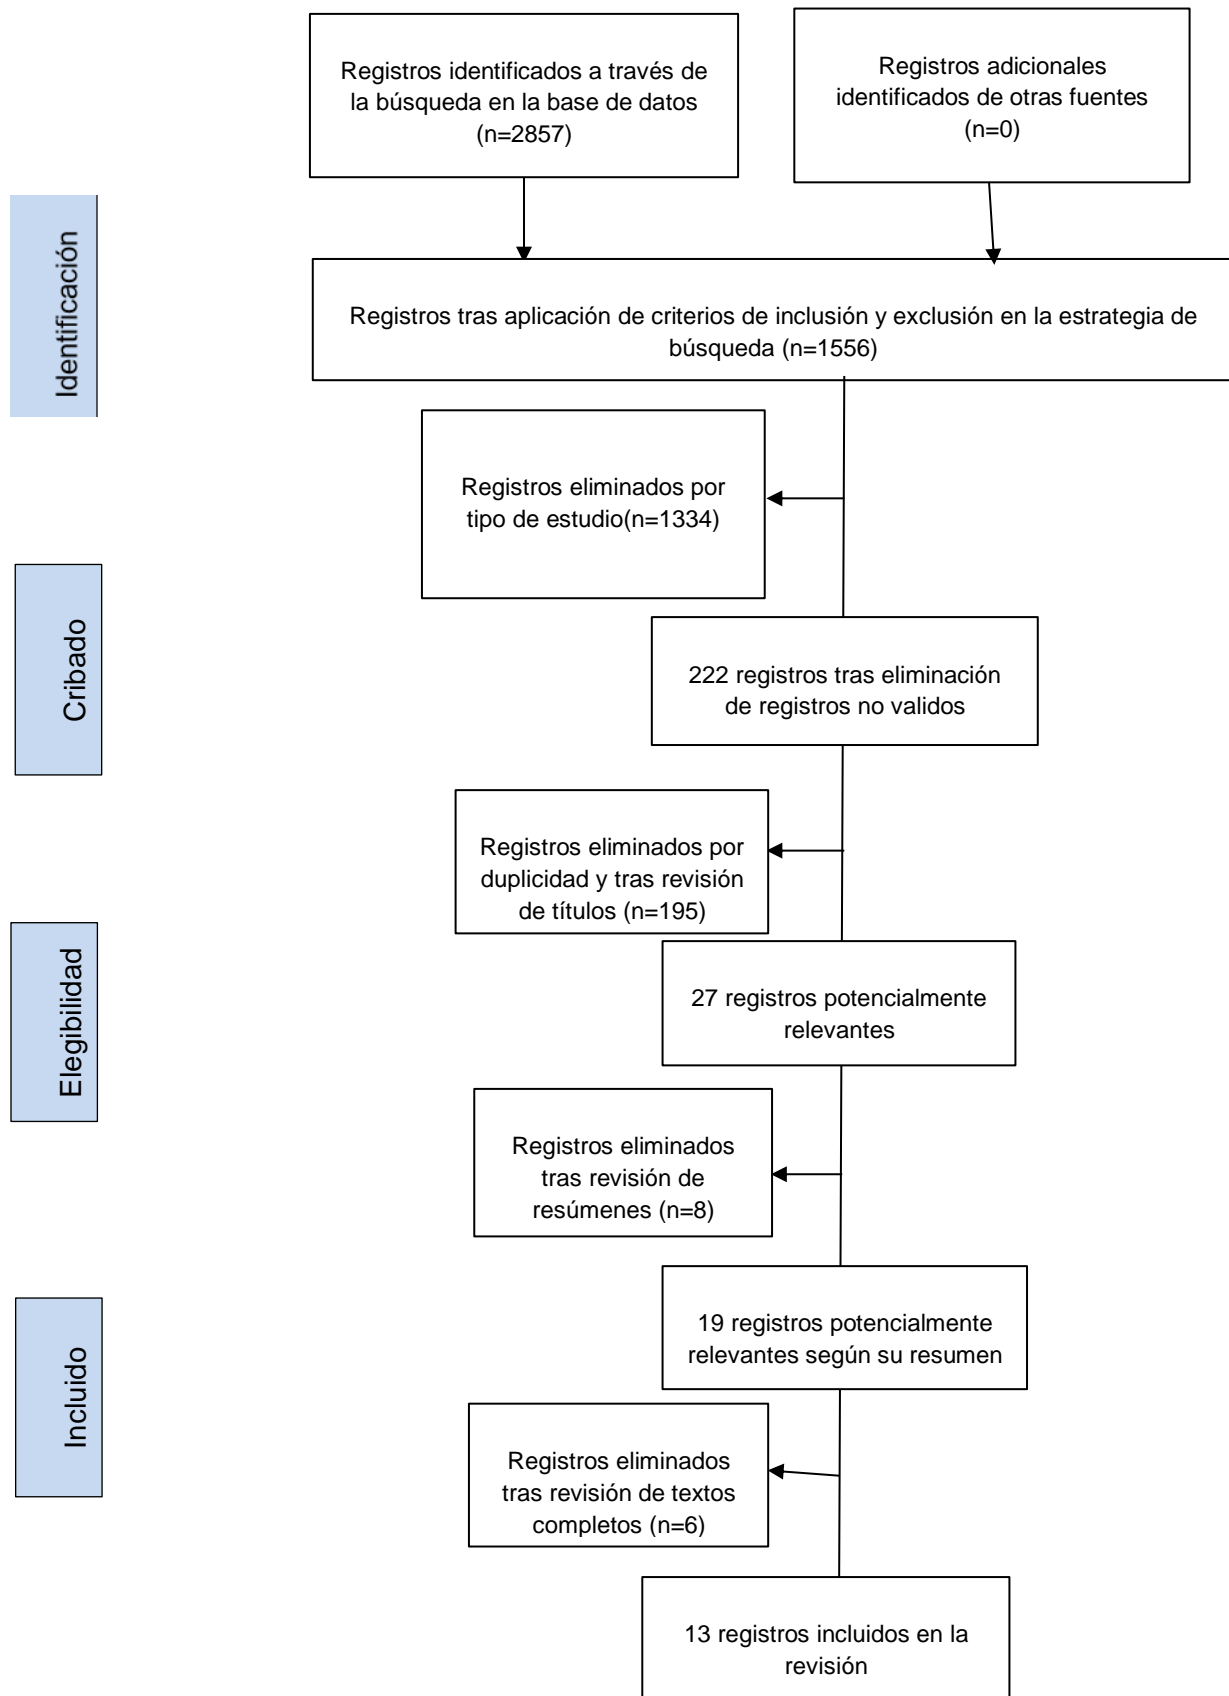 Registros identificados a través de
la búsqueda en la base de datos
(n=2857)
Registros adicionales
identificados de otras fuentes
(n=0)
Identificación
Registros tras aplicación de criterios de inclusión y exclusión en la estrategia de
búsqueda (n=1556)
Registros eliminados por
tipo de estudio(n=1334)
Cribado
222 registros tras eliminación
de registros no validos
Registros eliminados por
duplicidad y tras revisión
de títulos (n=195)
Elegibilidad
27 registros potencialmente
relevantes
Registros eliminados
tras revisión de
resúmenes (n=8)
Incluido
19 registros potencialmente
relevantes según su resumen
Registros eliminados
tras revisión de textos
completos (n=6)
13 registros incluidos en la
revisión